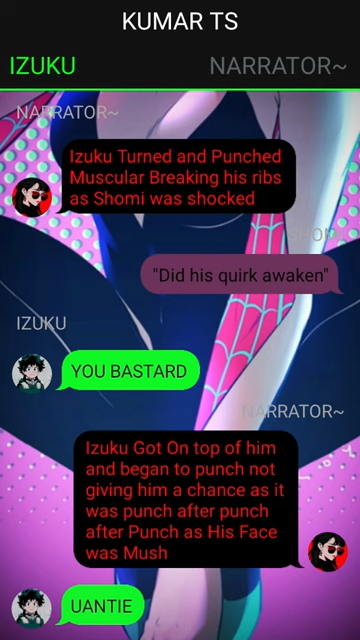 KUMAR TS
IZUKU NARRATOR~
NARRATOR~
Izuku Turned and Punched
Muscular Breaking his ribs
as Shomi was shocked
SHOMI
"Did his quirk awaken"
IZUKU
YOU BASTARD
NARRATOR~
Izuku Got On top of him
and began to punch not
giving him a chance as it
was punch after punch
after Punch as His Face
was Mush
UANTIE